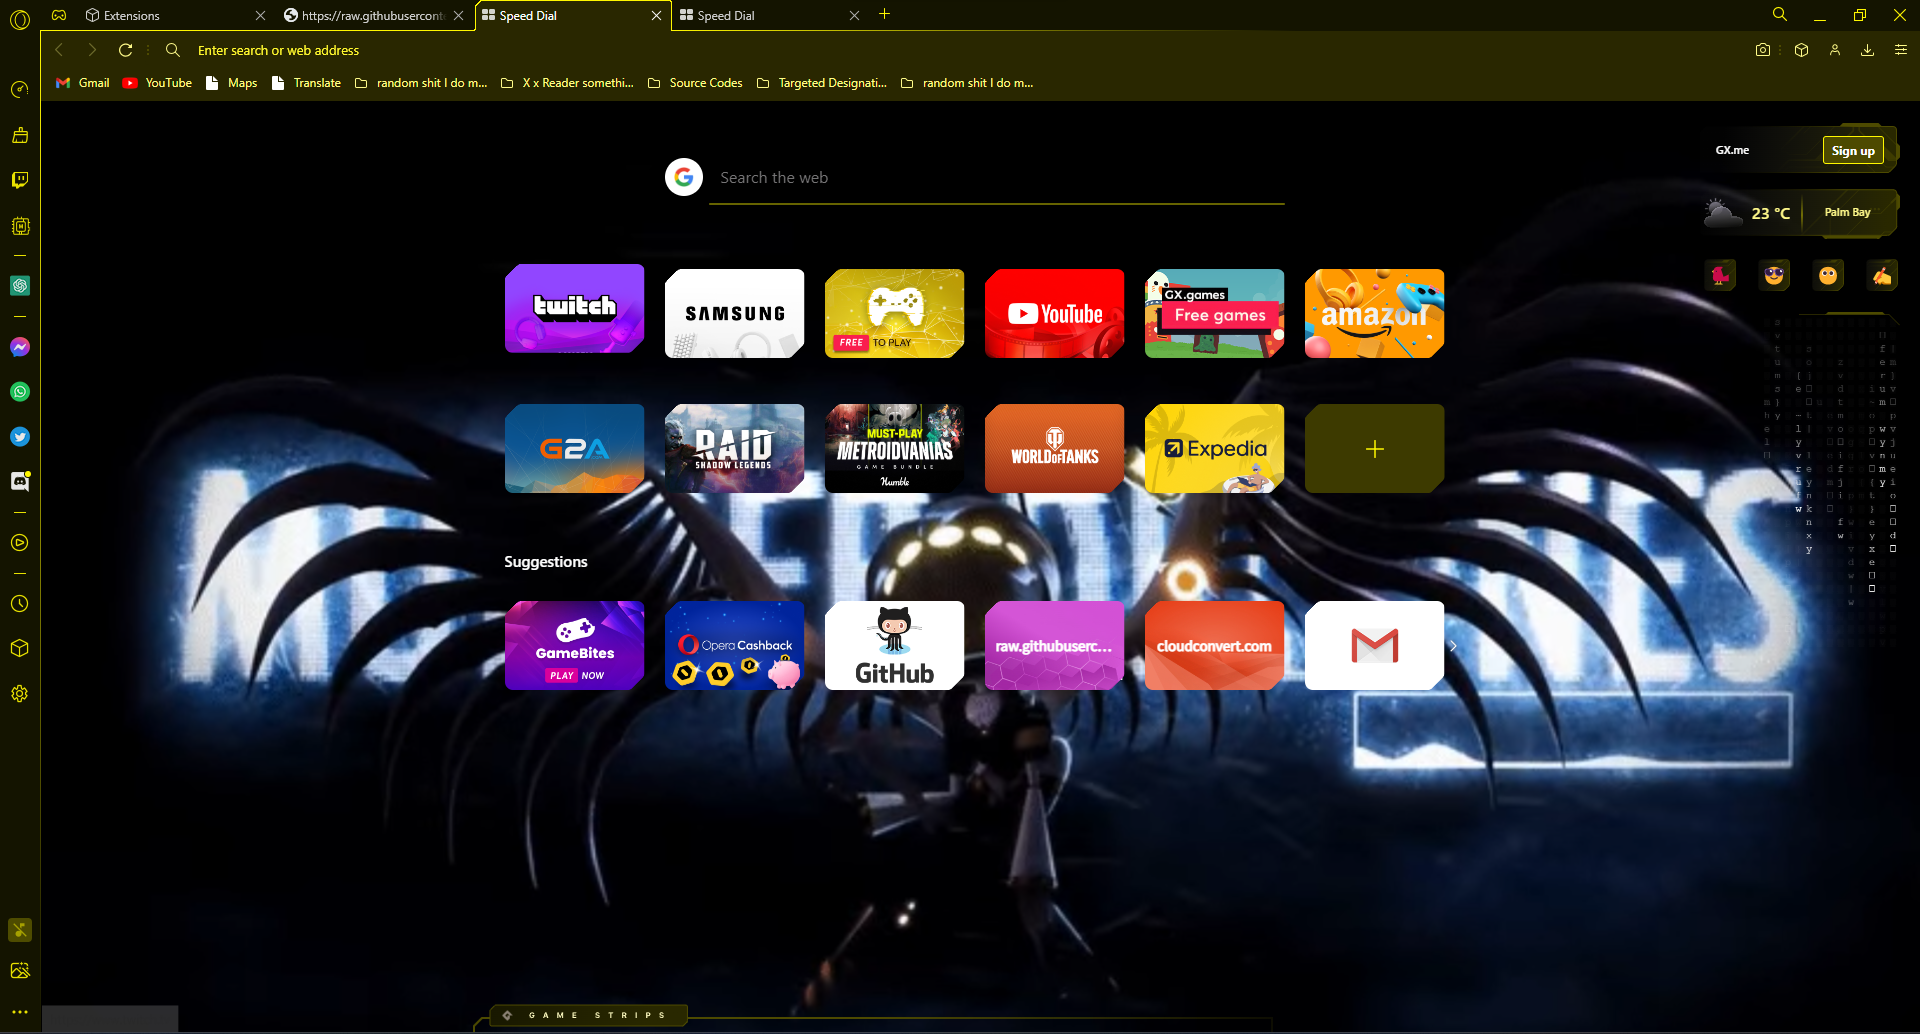 Extensions
https://raw.githubuserconte
Speed Dial
Speed Dial
Enter search or web address
Gmail
YouTube
Maps
Translate
random shit I do m...
X x Reader somethi...
Source Codes
Targeted Designati...
random shit I do m...
Search the web
GX.me
Sign up
23 °C
Palm Bay
twitch
SAMSUNG
FREE TO PLAY
YouTube
GX.games
Free games
amazon
G2A
RAID
SHADOW LEGENDS
MUST-PLAY
METROIDVANIAS
GAME BUNDLE
Humble
WORLD OF TANKS
Expedia
Suggestions
GameBites
PLAY NOW
Opera Cashback
GitHub
raw.githubuserc...
cloudconvert.com
GAME STRIPS